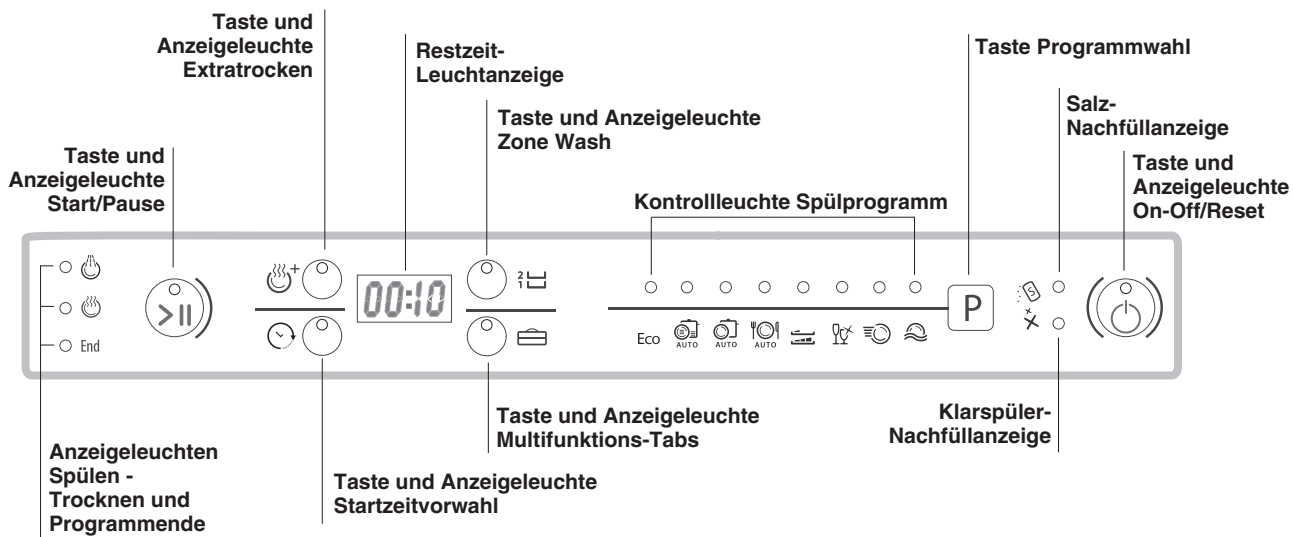 Taste und
Anzeigeleuchte
Extratrocken
Restzeit-
Leuchtanzeige
Taste und Anzeigeleuchte
Zone Wash
Taste Programmwahl
Salz-
Nachfüllanzeige
Taste und
Anzeigeleuchte
Start/Pause
Taste und
Anzeigeleuchte
On-Off/Reset
Kontrollleuchte Spülprogramm
End
+
00:10
2
1
Eco
AUTO
AUTO
AUTO
P
S
Anzeigeleuchten
Spülen -
Trocknen und
Programmende
Taste und Anzeigeleuchte
Startzeitvorwahl
Taste und Anzeigeleuchte
Multifunktions-Tabs
Klarspüler-
Nachfüllanzeige